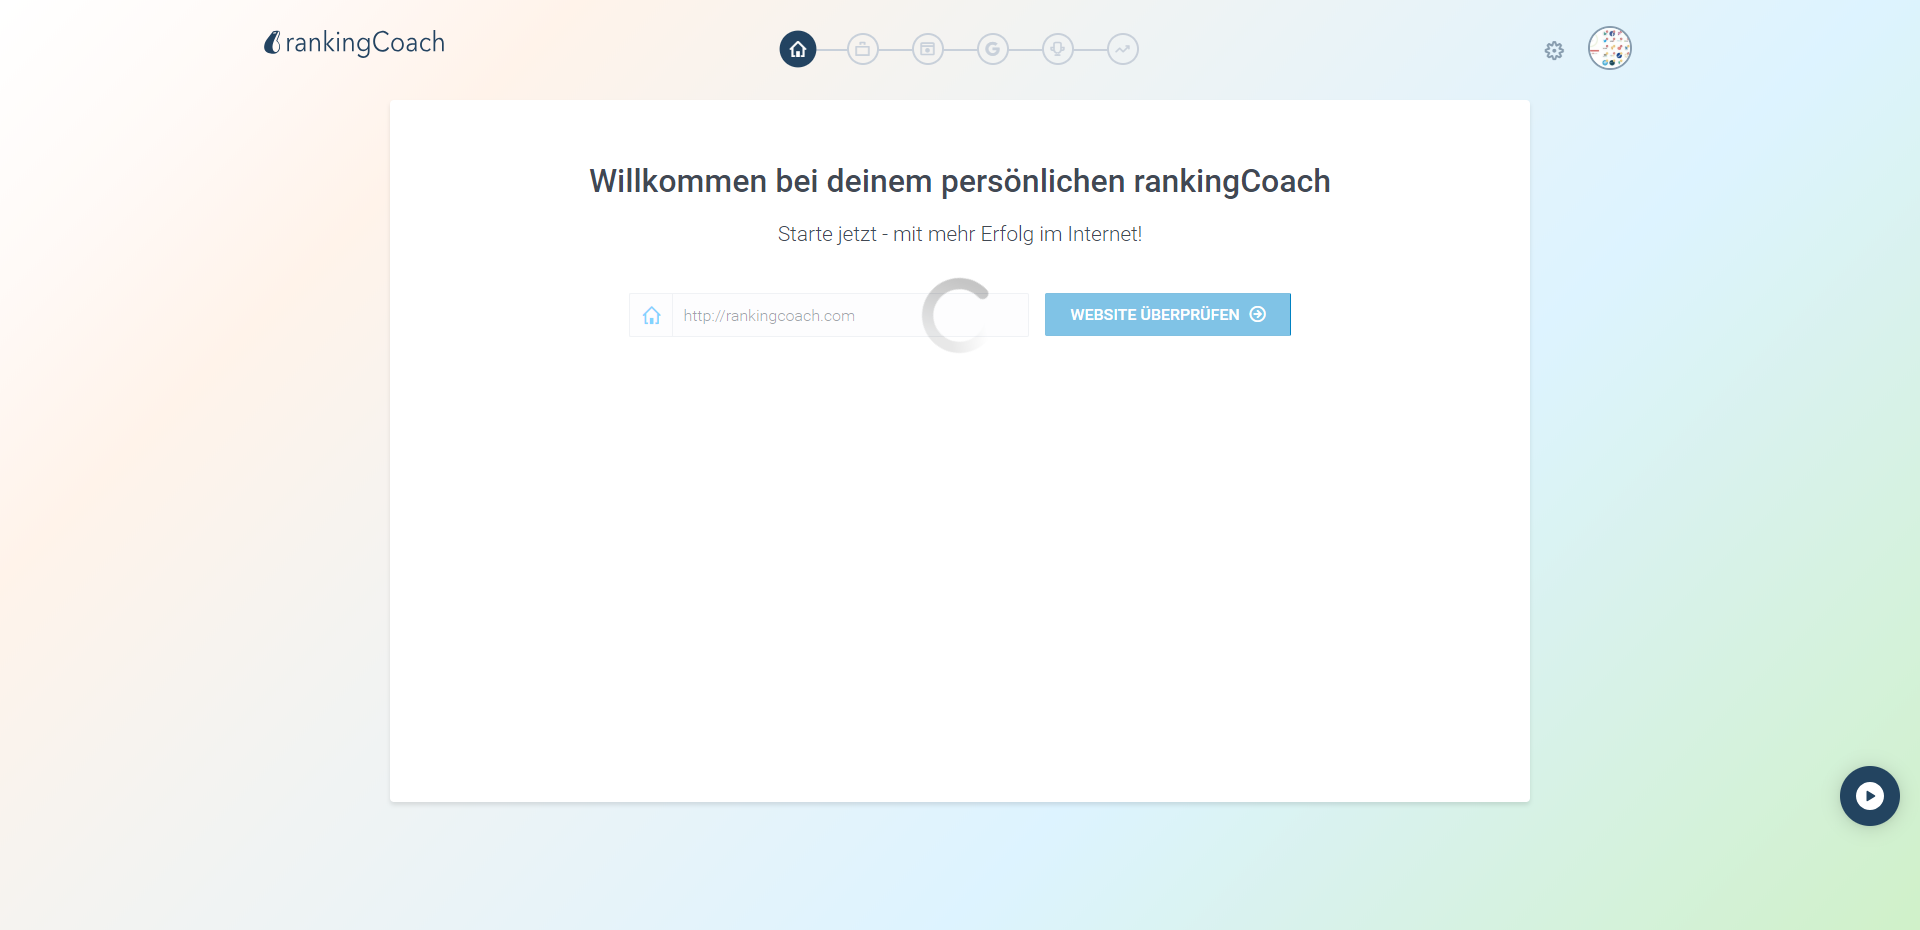 rankingCoach
Willkommen bei deinem persönlichen rankingCoach
Starte jetzt - mit mehr Erfolg im Internet!
http://rankingcoach.com
WEBSITE ÜBERPRÜFEN